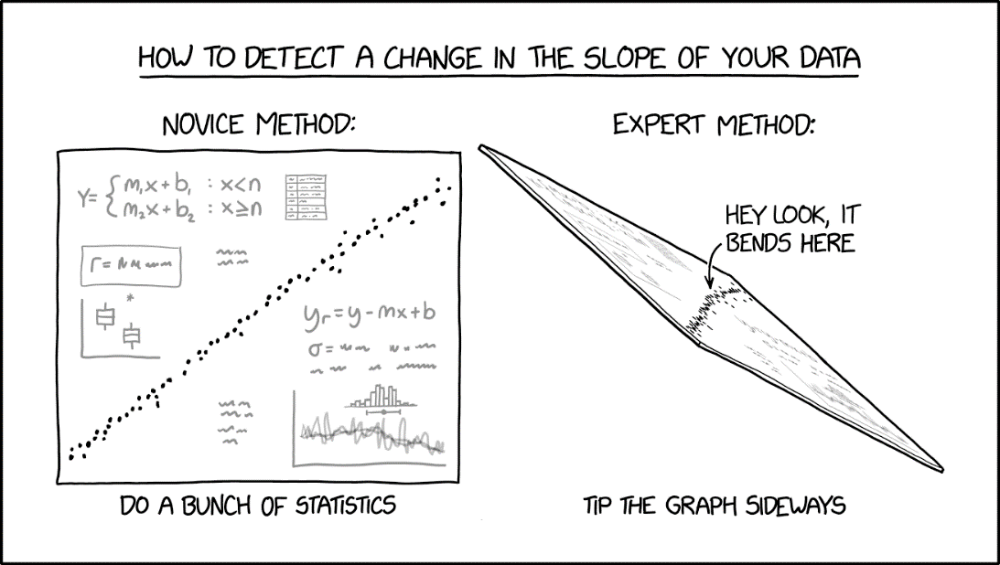 HOW TO DETECT A CHANGE IN THE SLOPE OF YOUR DATA
NOVICE METHOD:
Y= { m₁x + b₁ : x<n
m₂x + b₂ : x≥n
r=
*
yᵣ=y-mx+b
σ=
DO A BUNCH OF STATISTICS
EXPERT METHOD:
HEY LOOK, IT
BENDS HERE
TIP THE GRAPH SIDEWAYS